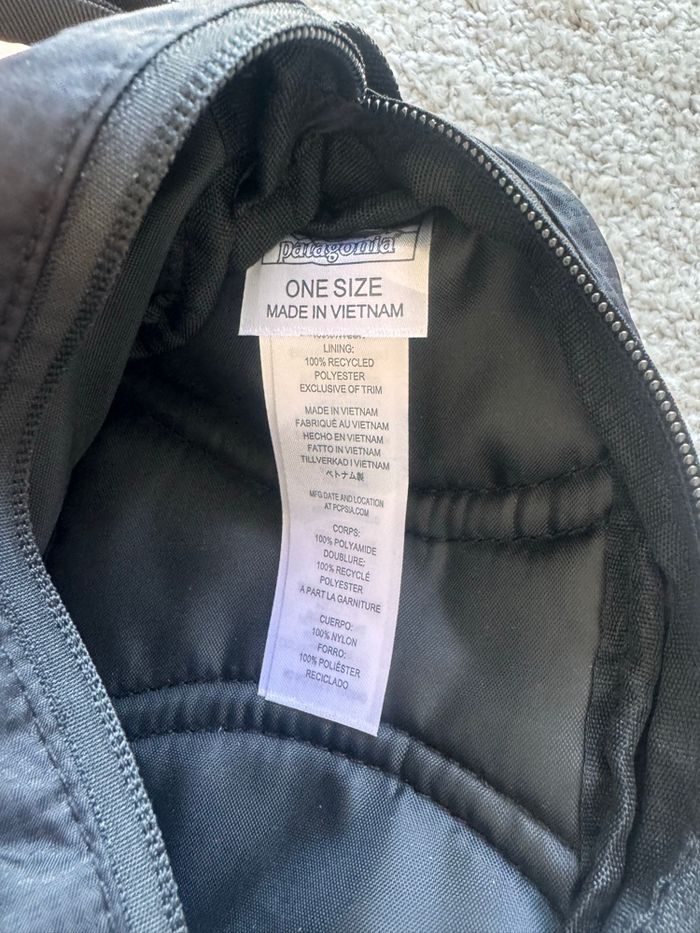 patagonia
ONE SIZE
MADE IN VIETNAM
LINING:
100% RECYCLED
POLYESTER
EXCLUSIVE OF TRIM
MADE IN VIETNAM
FABRIQUÉ AU VIETNAM
HECHO EN VIETNAM
FATTO IN VIETNAM
TILLVERKAD I VIETNAM
ベトナム製
MFG DATE AND LOCATION
AT PCPSIA.COM
CORPS:
100% POLYAMIDE
DOUBLURE:
100% RECYCLÉ
POLYESTER
A PART LA GARNITURE
CUERPO:
100% NYLON
FORRO:
100% POLIÉSTER
RECICLADO